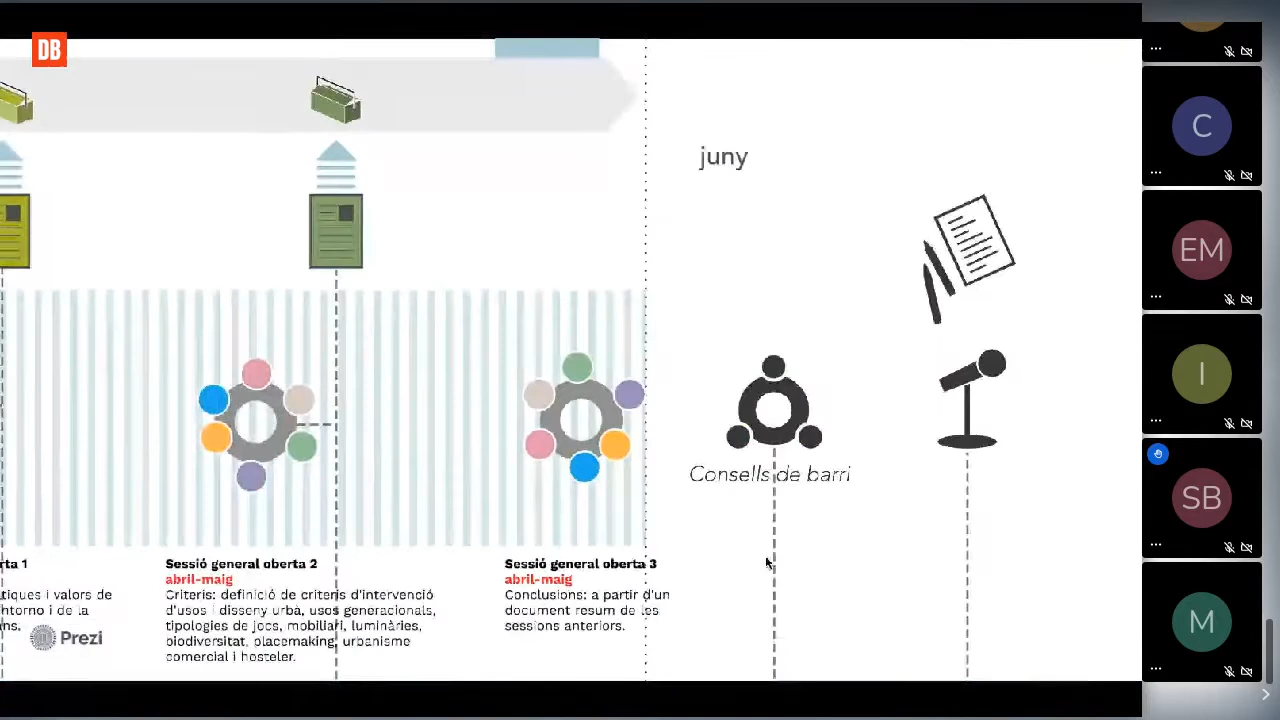 DB
juny
Consells de barri
rta 1
tiques i valors de
ntorn i de la
ns.
Prezi
Sessió general oberta 2
abril-maig
Criteris: definició de criteris d'intervenció
d'usos i disseny urbà, usos generacionals,
tipologies de jocs, mobiliari, luminàries,
biodiversitat, placemaking, urbanisme
comercial i hosteler.
Sessió general oberta 3
abril-maig
Conclusions: a partir d'un
document resum de les
sessions anteriors.
C
EM
I
SB
M